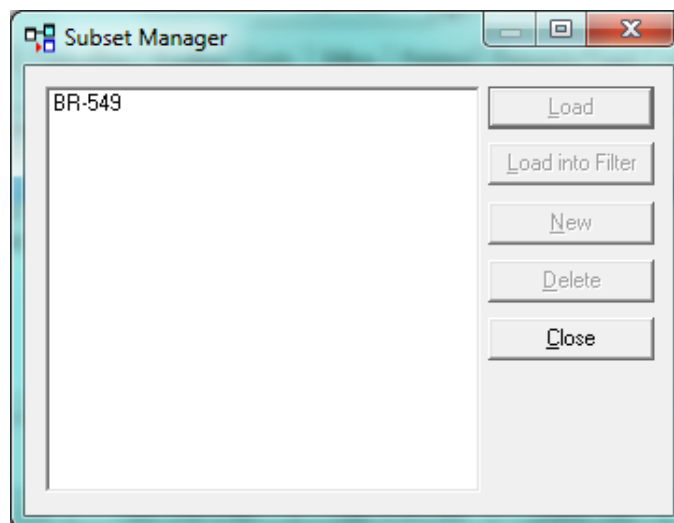 Subset Manager
BR-549
Load
Load into Filter
New
Delete
Close